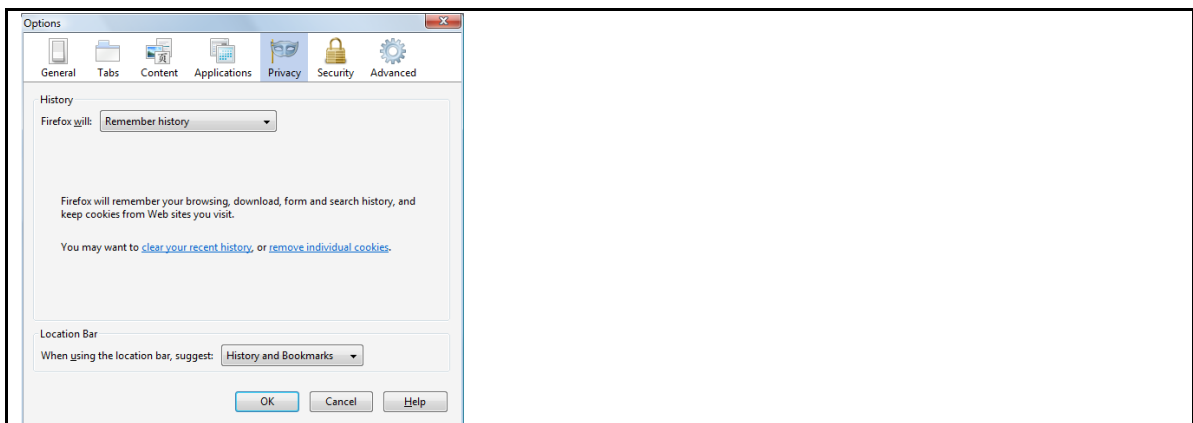 Options
General Tabs Content Applications Privacy Security Advanced
History
Firefox will: Remember history
Firefox will remember your browsing, download, form and search history, and
keep cookies from Web sites you visit.
You may want to clear your recent history, or remove individual cookies.
Location Bar
When using the location bar, suggest: History and Bookmarks
OK Cancel Help